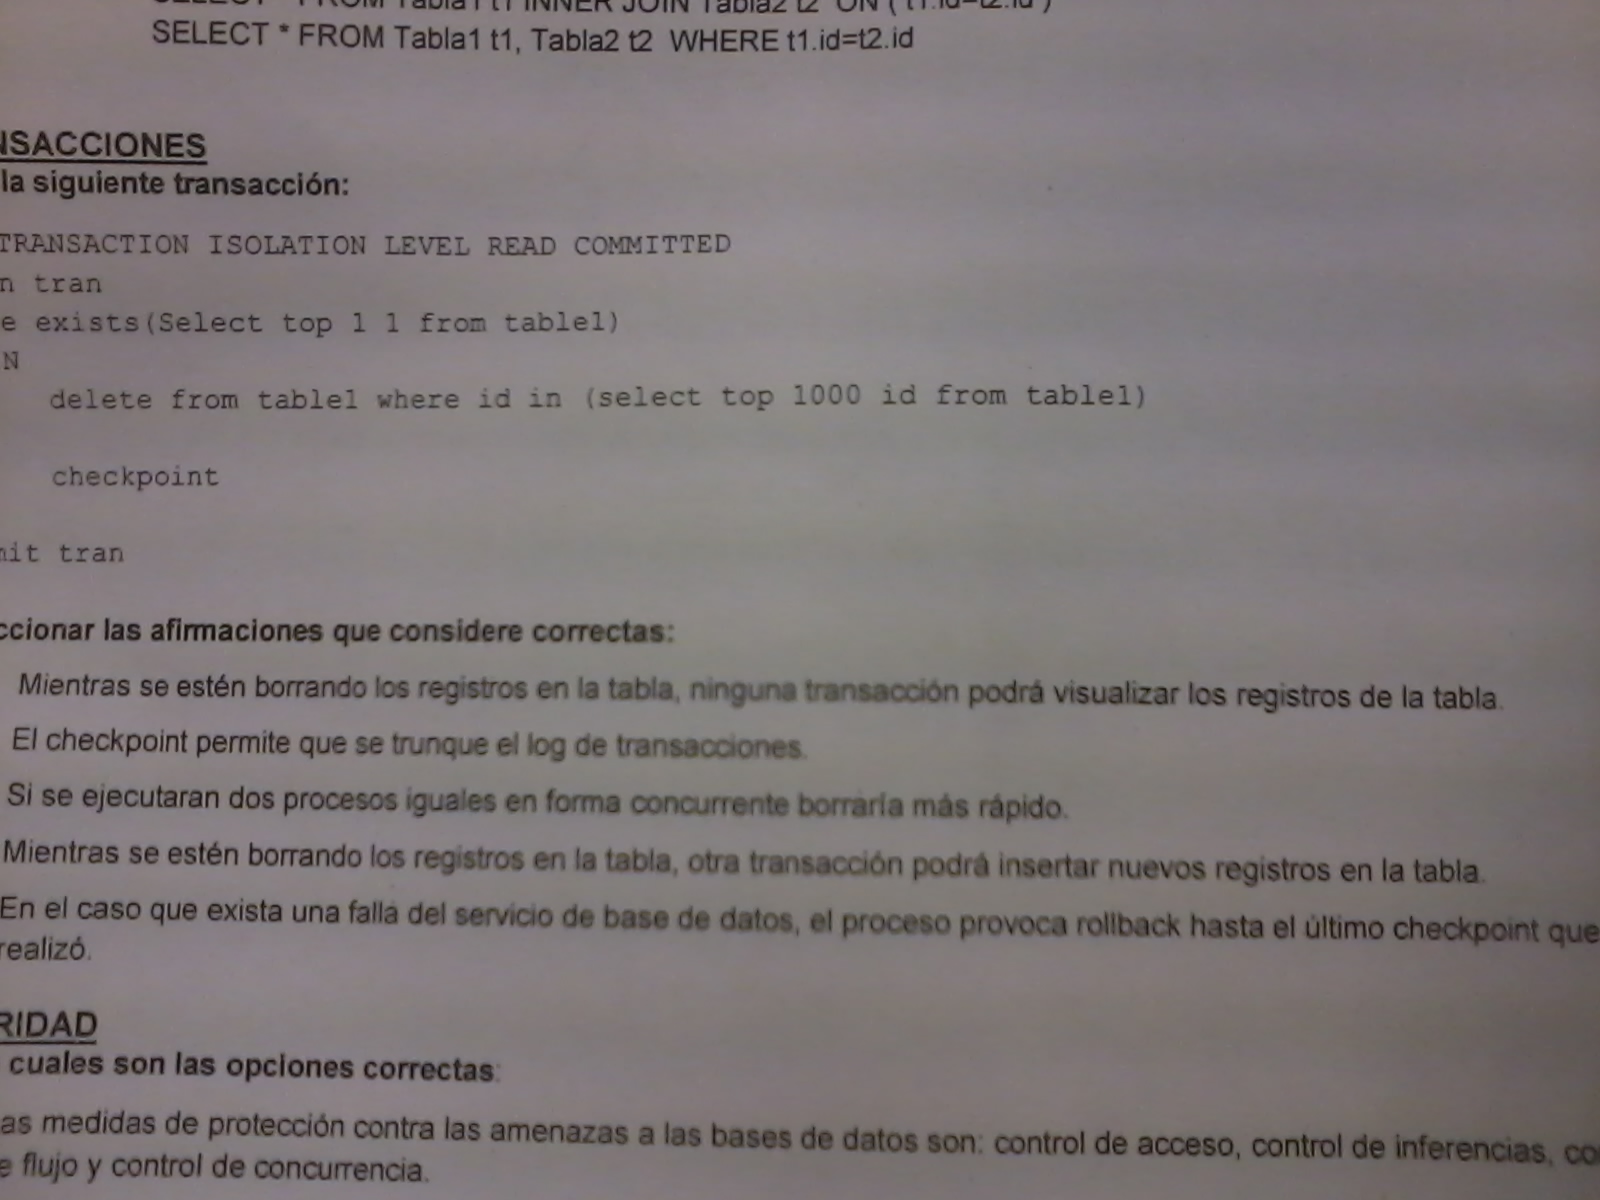 SELECT * FROM Tabla1 t1 INNER JOIN Tabla2 t2 ON ( t1.id=t2.id )
SELECT * FROM Tabla1 t1, Tabla2 t2 WHERE t1.id=t2.id
NSACCIONES
la siguiente transacción:
TRANSACTION ISOLATION LEVEL READ COMMITTED
n tran
e exists(Select top 1 1 from table1)
N
delete from table1 where id in (select top 1000 id from table1)
checkpoint
mit tran
ccionar las afirmaciones que considere correctas:
Mientras se estén borrando los registros en la tabla, ninguna transacción podrá visualizar los registros de la tabla.
El checkpoint permite que se trunque el log de transacciones.
Si se ejecutaran dos procesos iguales en forma concurrente borraría más rápido.
Mientras se estén borrando los registros en la tabla, otra transacción podrá insertar nuevos registros en la tabla.
En el caso que exista una falla del servicio de base de datos, el proceso provoca rollback hasta el último checkpoint que
realizó.
RIDAD
cuales son las opciones correctas:
as medidas de protección contra las amenazas a las bases de datos son: control de acceso, control de inferencias, co
e flujo y control de concurrencia.